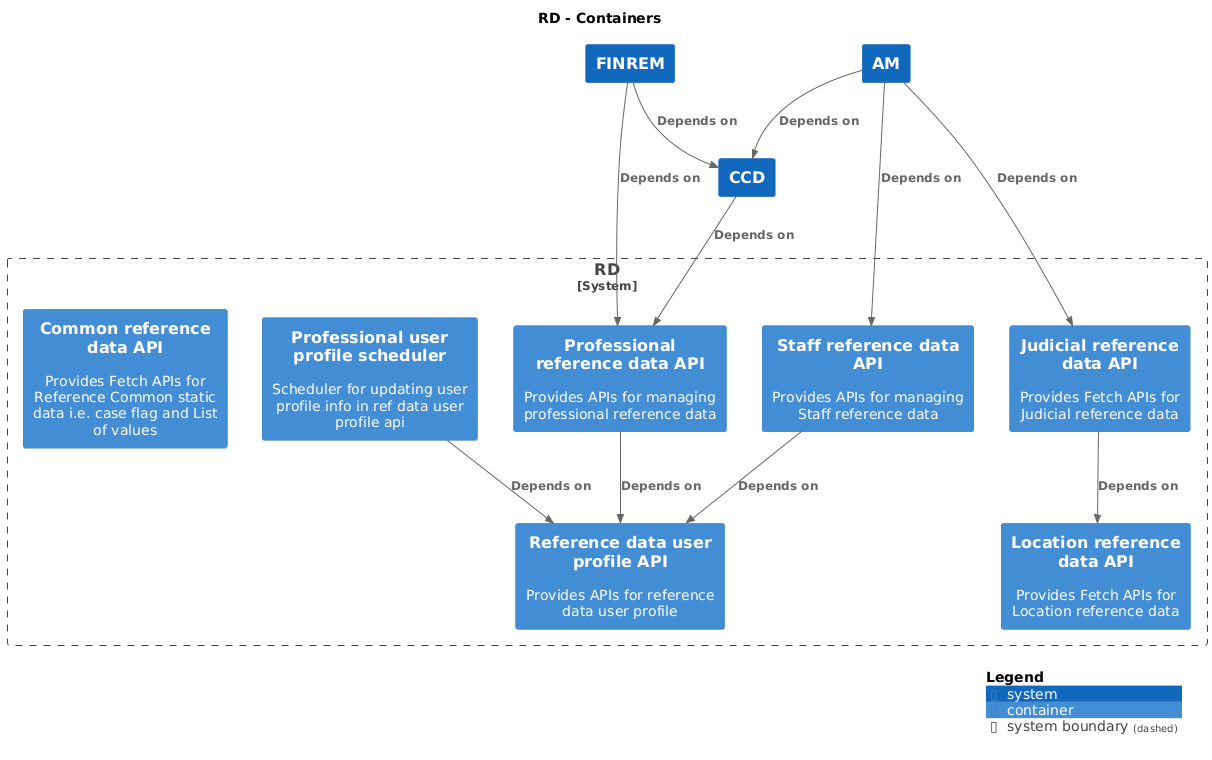 RD - Containers
FINREM
AM
Depends on
Depends on
CCD
Depends on
Depends on
Depends on
Depends on
RD
[System]
Common reference
data API
Provides Fetch APIs for
Reference Common static
data i.e. case flag and List
of values
Professional user
profile scheduler
Scheduler for updating user
profile info in ref data user
profile api
Professional
reference data API
Provides APIs for managing
professional reference data
Staff reference data
API
Provides APIs for managing
Staff reference data
Judicial reference
data API
Provides Fetch APIs for
Judicial reference data
Depends on
Depends on
Depends on
Depends on
Reference data user
profile API
Provides APIs for reference
data user profile
Location reference
data API
Provides Fetch APIs for
Location reference data
Legend
system
container
system boundary (dashed)